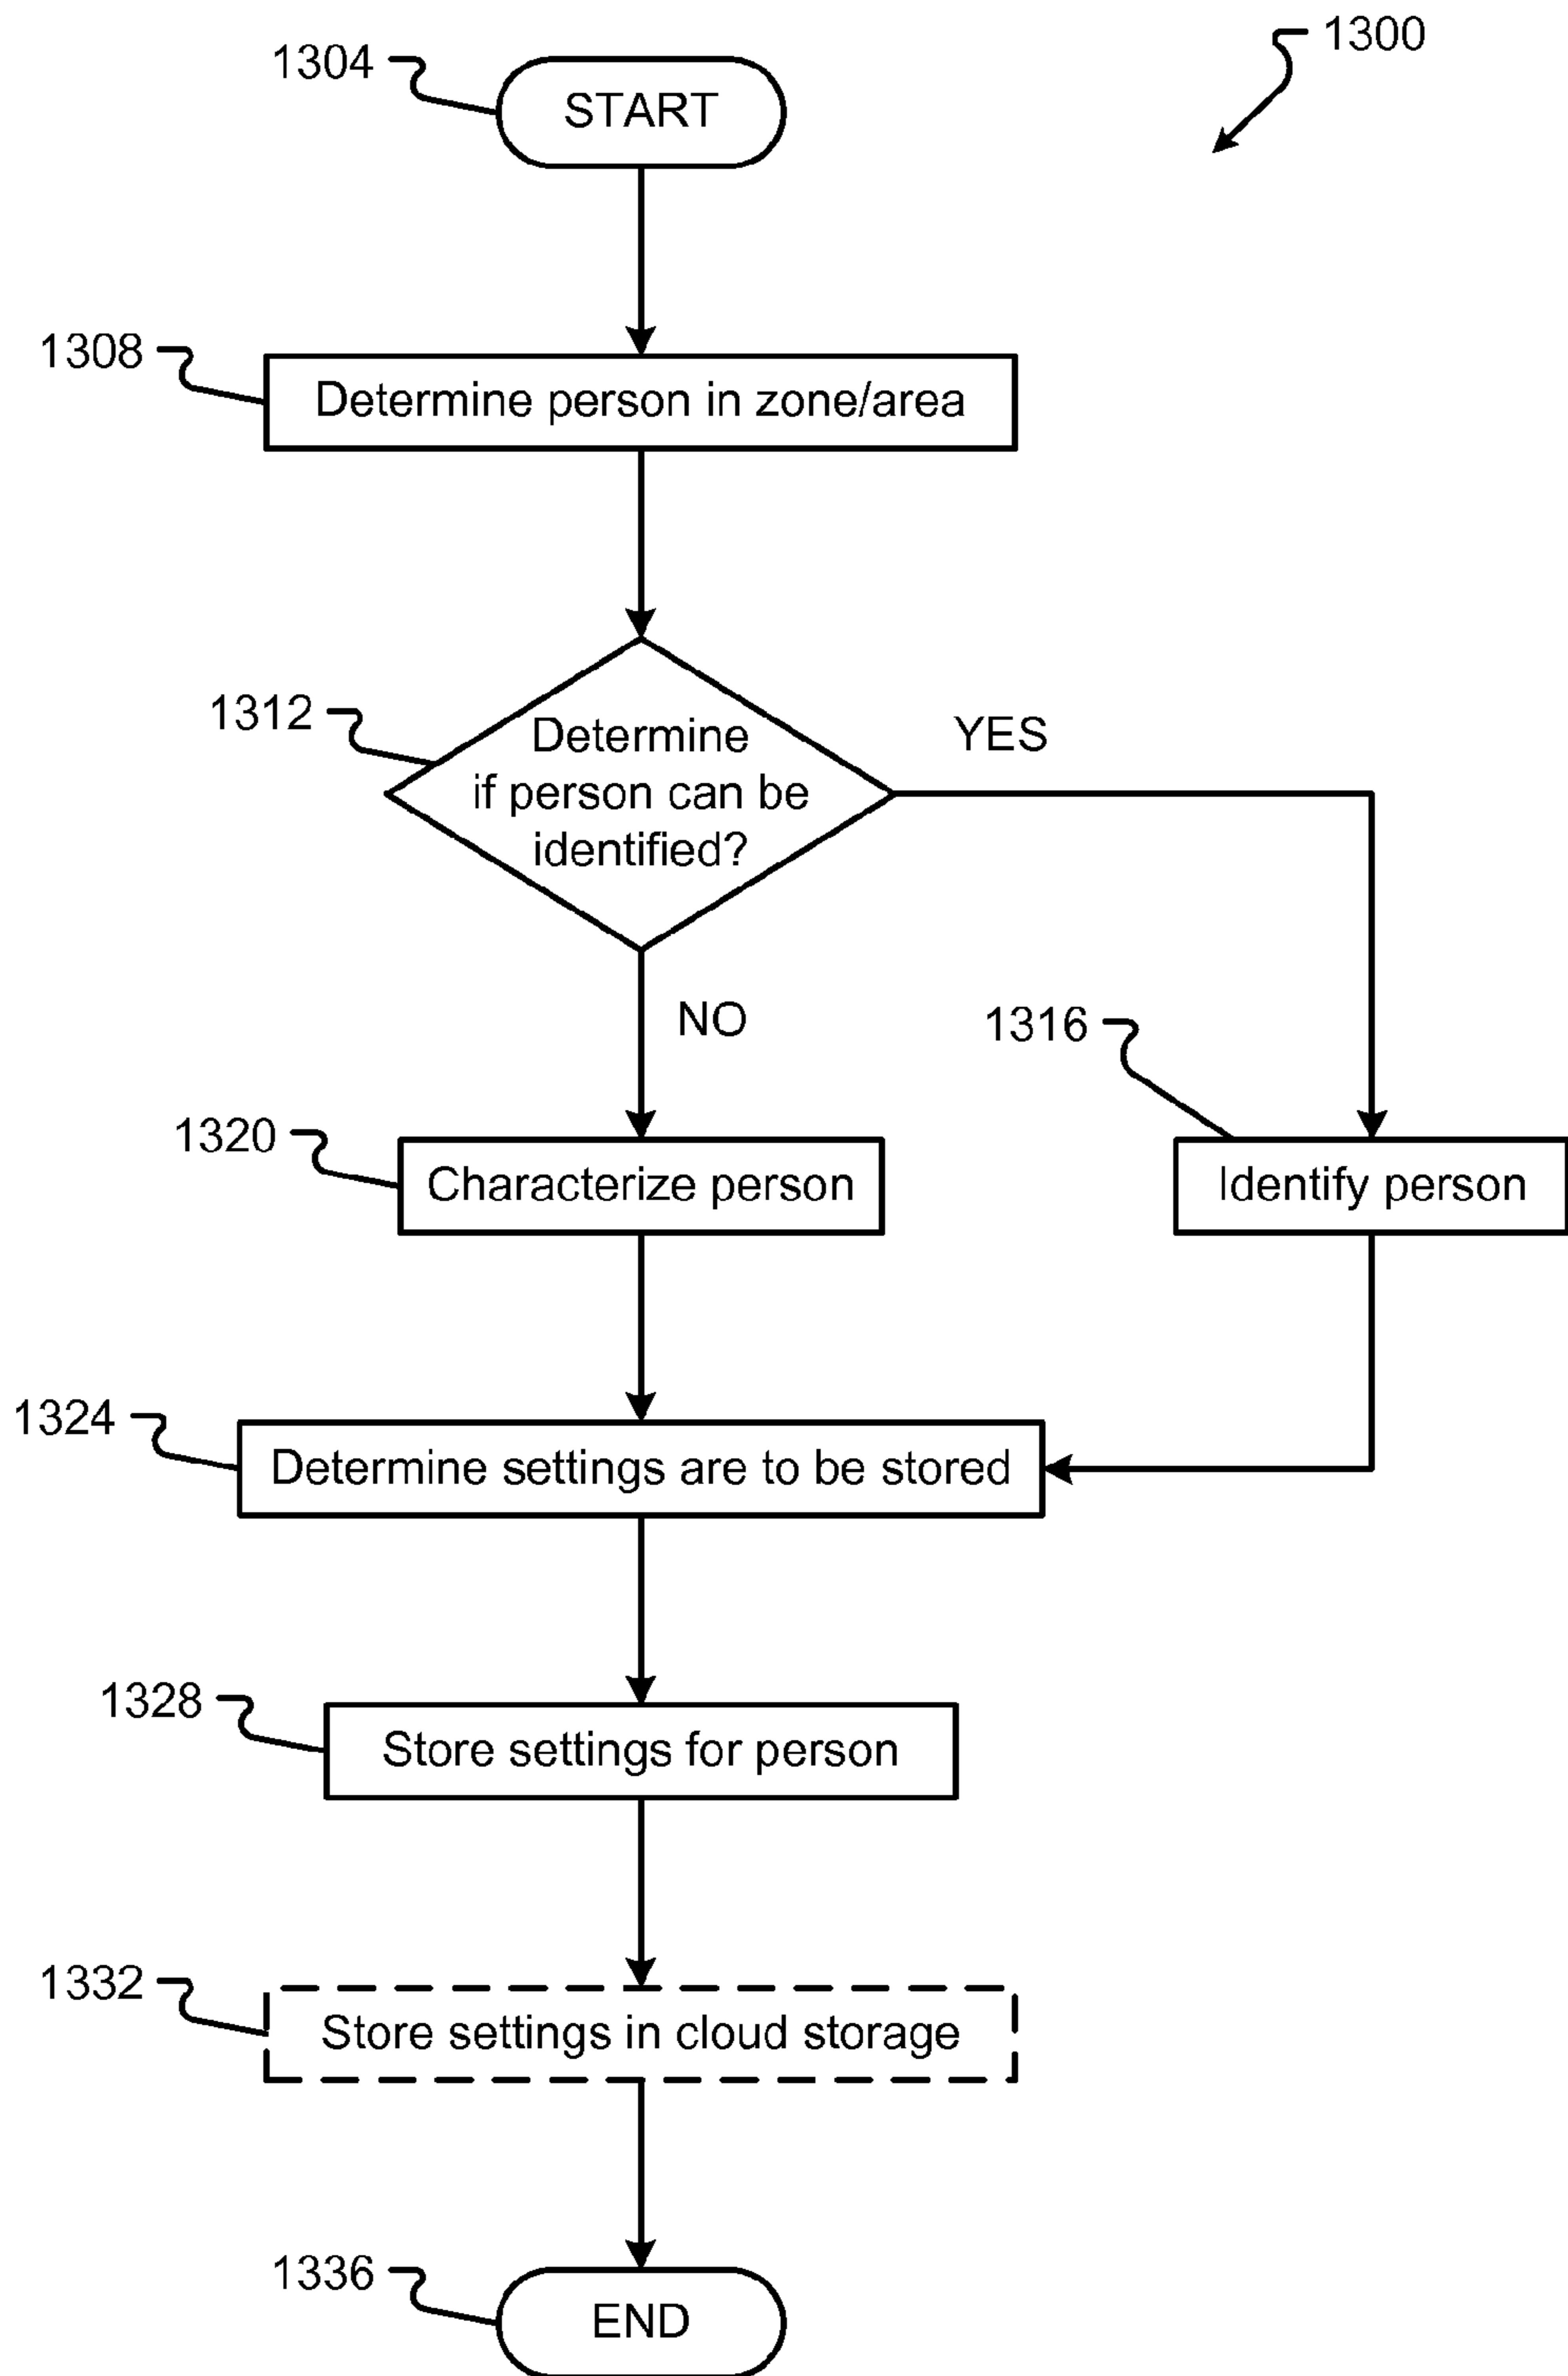 1300
1304
START
1308
Determine person in zone/area
1312
Determine
if person can be
identified?
YES
NO
1316
1320
Characterize person
Identify person
1324
Determine settings are to be stored
1328
Store settings for person
1332
Store settings in cloud storage
1336
END